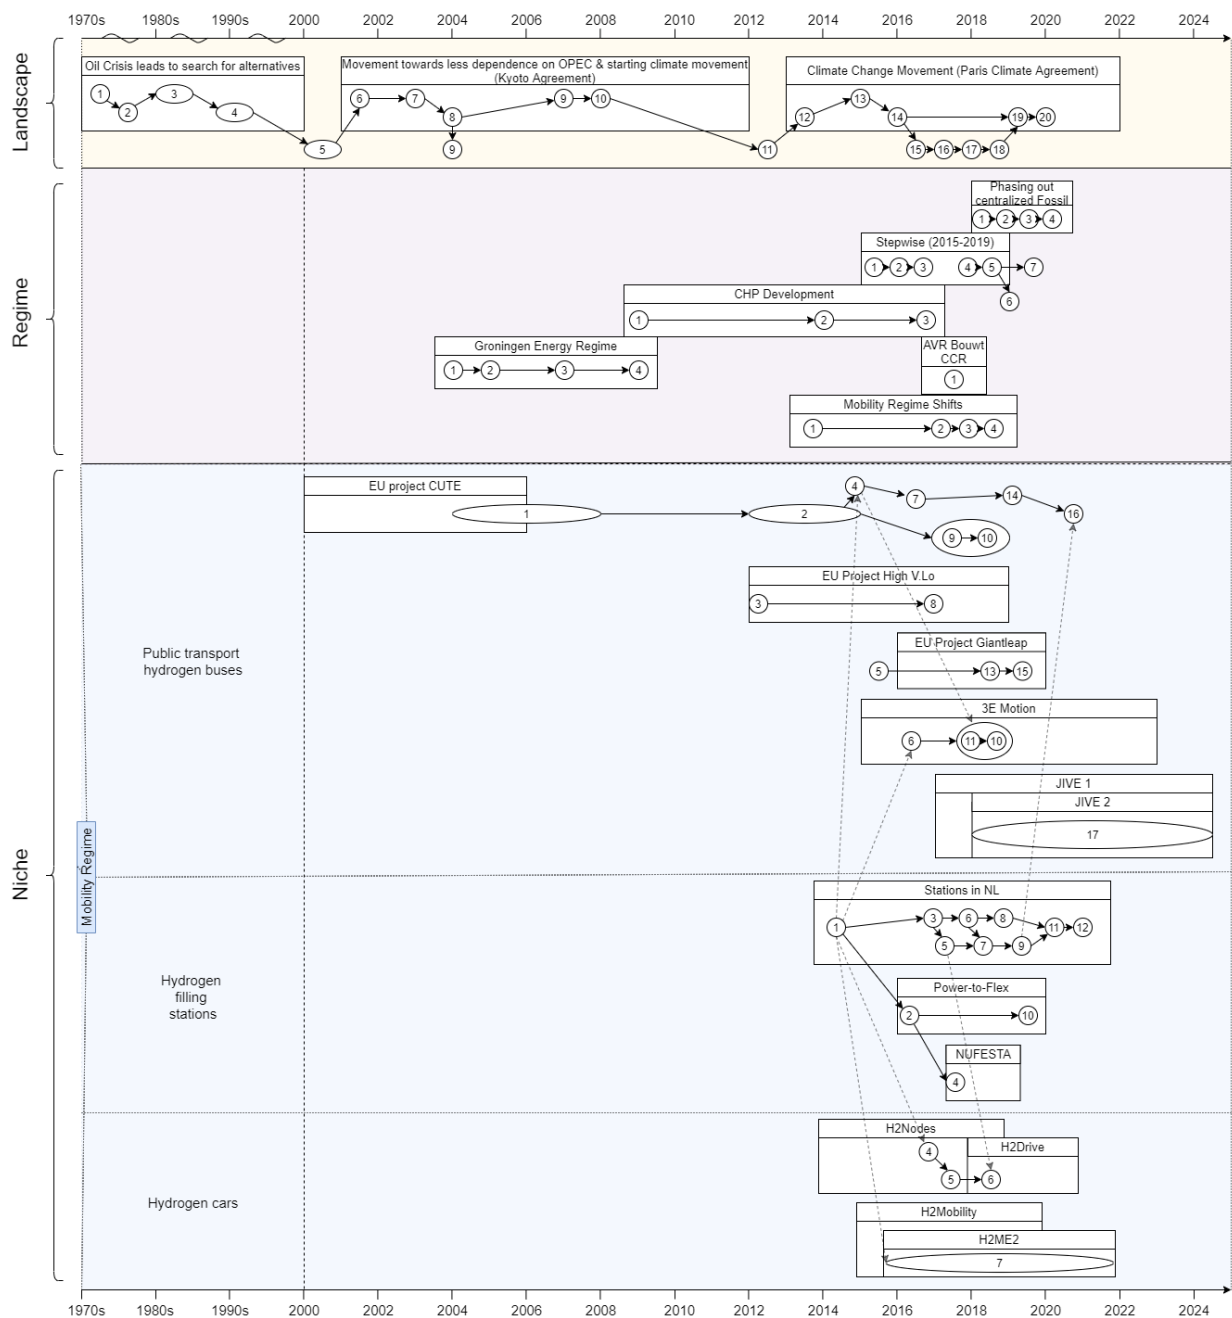 1970s 1980s 1990s 2000 2002 2004 2006 2008 2010 2012 2014 2016 2018 2020 2022 2024
Landscape
Oil Crisis leads to search for alternatives
1 2 3 4 5
Movement towards less dependence on OPEC & starting climate movement
(Kyoto Agreement)
6 7 8 9 9 10 11
Climate Change Movement (Paris Climate Agreement)
12 13 14 15 16 17 18 19 20
Regime
Phasing out
centralized Fossil
1 2 3 4
Stepwise (2015-2019)
1 2 3 4 5 7
6
CHP Development
1 2 3
Groningen Energy Regime
1 2 3 4
AVR Bouwt
CCR
1
Mobility Regime Shifts
1 2 3 4
Niche
Mobility Regime
Public transport
hydrogen buses
EU project CUTE
1 2 4 7 14 16
9 10
EU Project High V.Lo
3 8
EU Project Giantleap
5 13 15
3E Motion
6 11 10
JIVE 1
JIVE 2
17
Hydrogen
filling
stations
Stations in NL
1 3 6 8 11 12
5 7 9
Power-to-Flex
2 10
NUFESTA
4
Hydrogen cars
H2Nodes
H2Drive
4
5 6
H2Mobility
H2ME2
7
1970s 1980s 1990s 2000 2002 2004 2006 2008 2010 2012 2014 2016 2018 2020 2022 2024